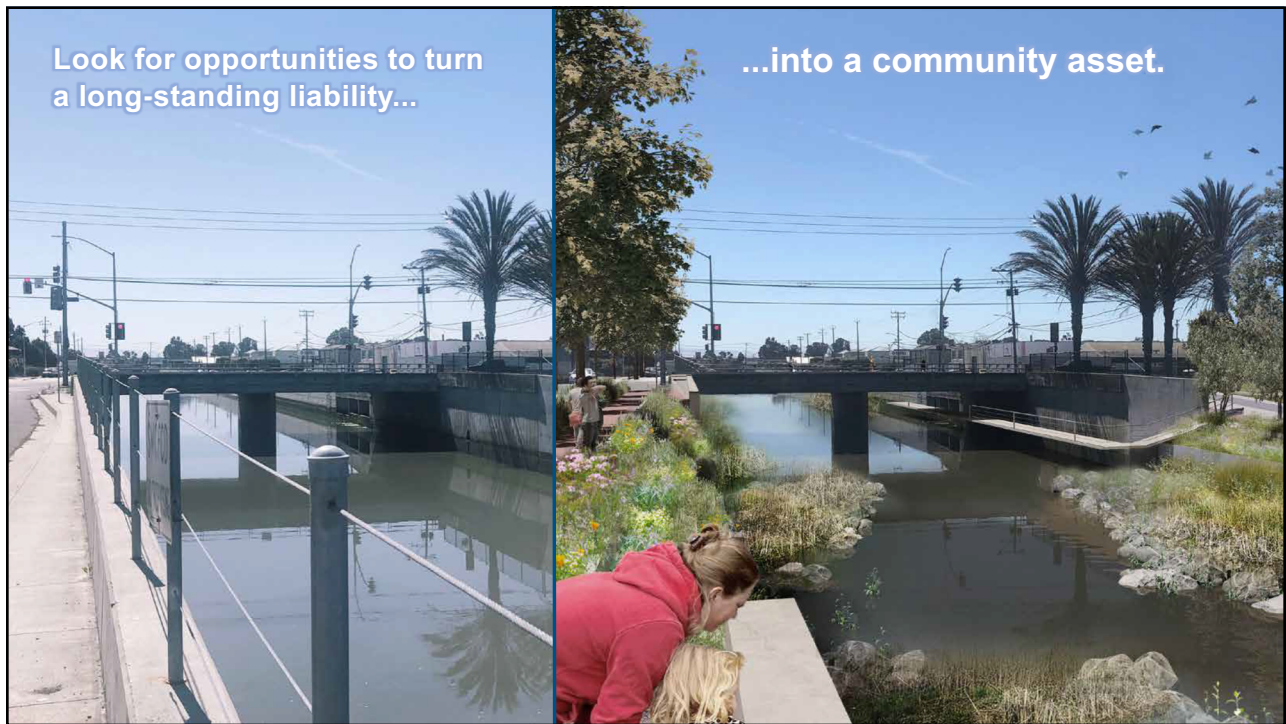 Look for opportunities to turn
a long-standing liability...
...into a community asset.